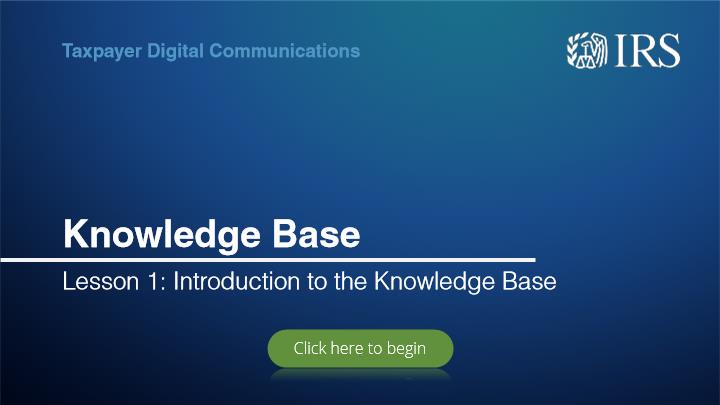 Taxpayer Digital Communications
IRS
Knowledge Base
Lesson 1: Introduction to the Knowledge Base
Click here to begin